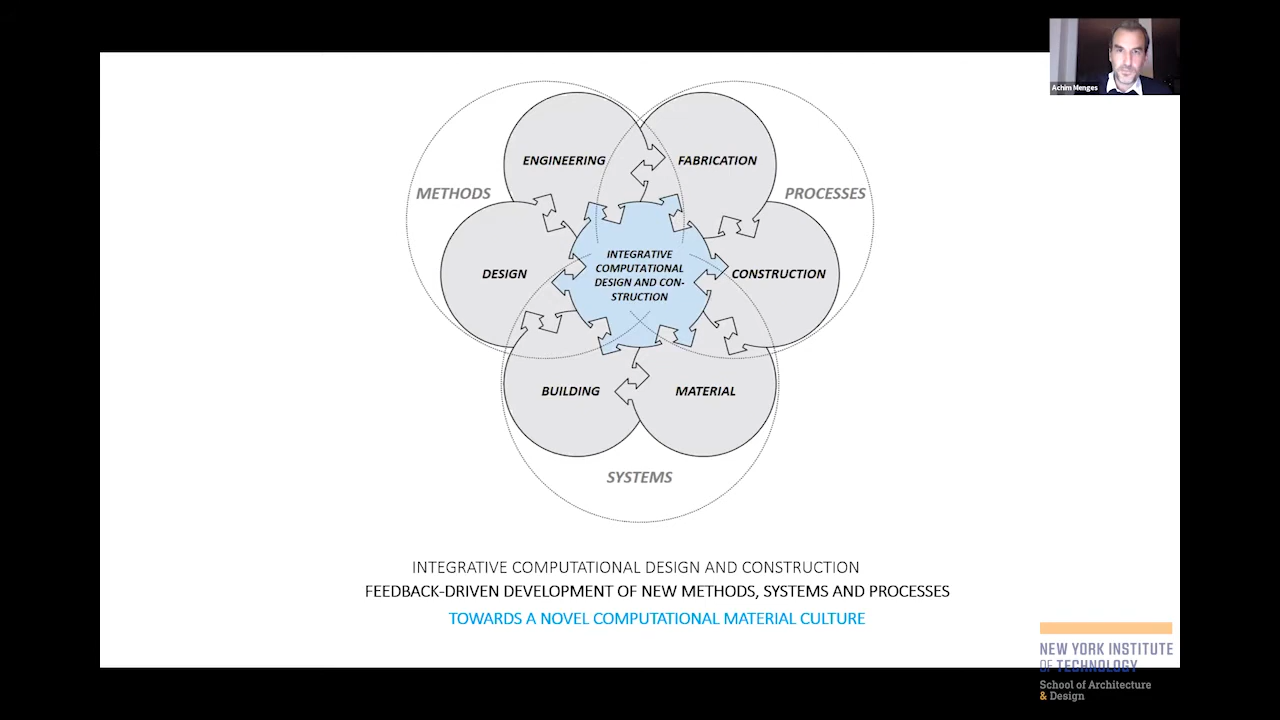 Achim Menges
ENGINEERING
FABRICATION
METHODS
PROCESSES
DESIGN
INTEGRATIVE
COMPUTATIONAL
DESIGN AND CON-
STRUCTION
CONSTRUCTION
BUILDING
MATERIAL
SYSTEMS
INTEGRATIVE COMPUTATIONAL DESIGN AND CONSTRUCTION
FEEDBACK-DRIVEN DEVELOPMENT OF NEW METHODS, SYSTEMS AND PROCESSES
TOWARDS A NOVEL COMPUTATIONAL MATERIAL CULTURE
NEW YORK INSTITUTE
OF TECHNOLOGY
School of Architecture
& Design